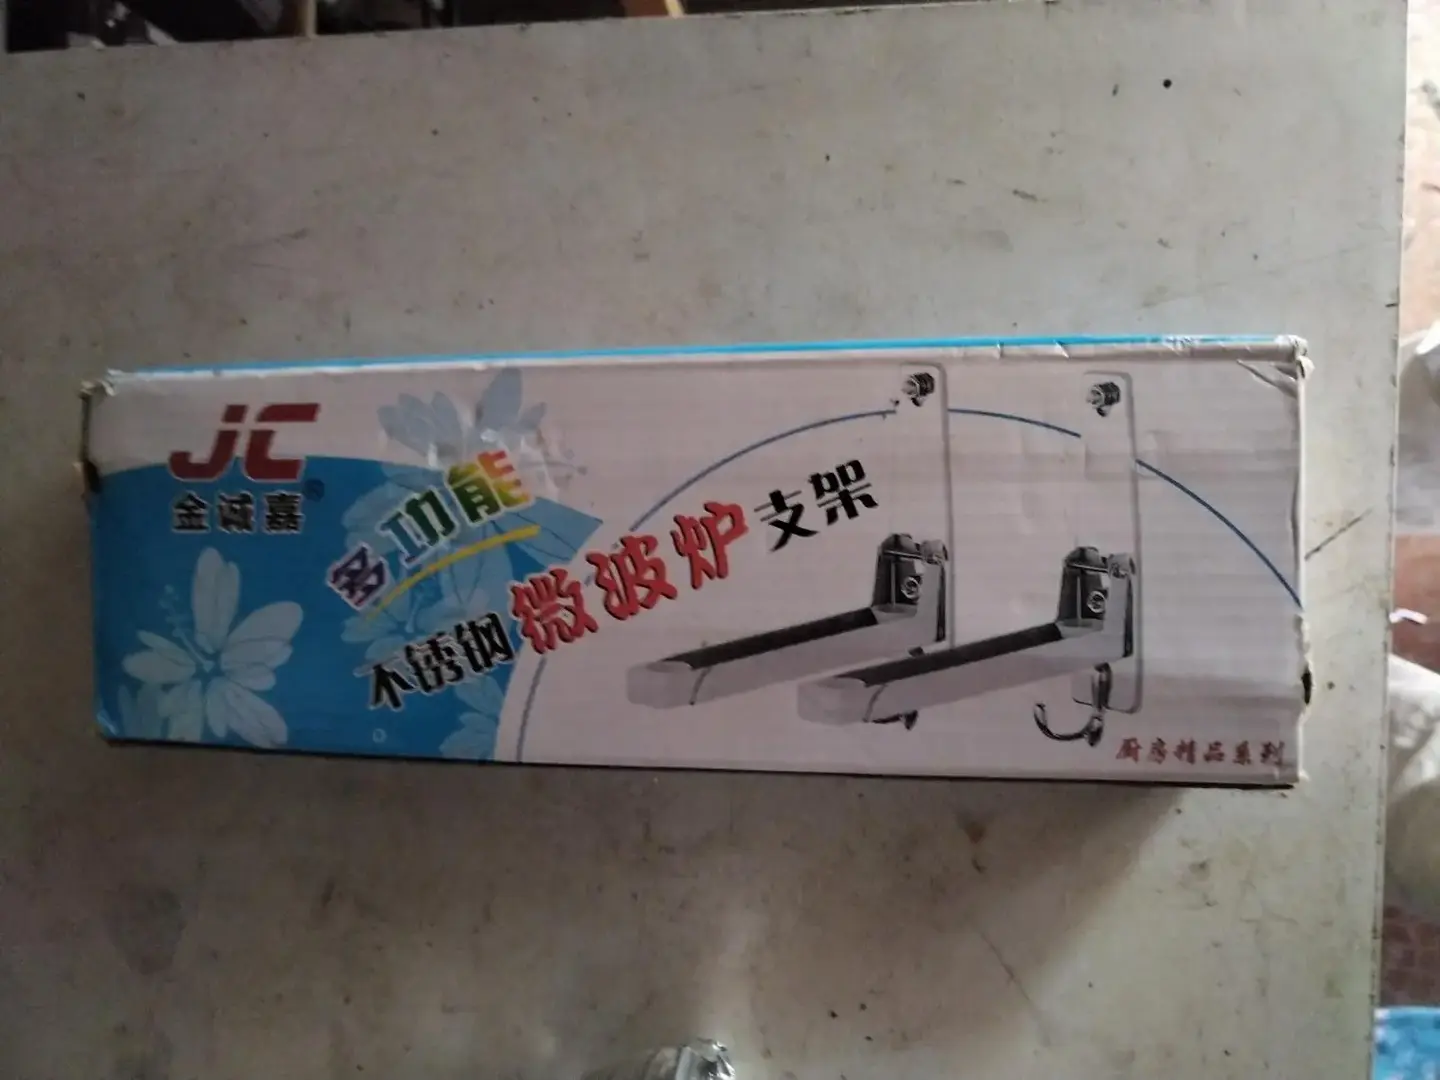 JC
金诚嘉®
多功能
不锈钢微波炉支架
厨房精品系列